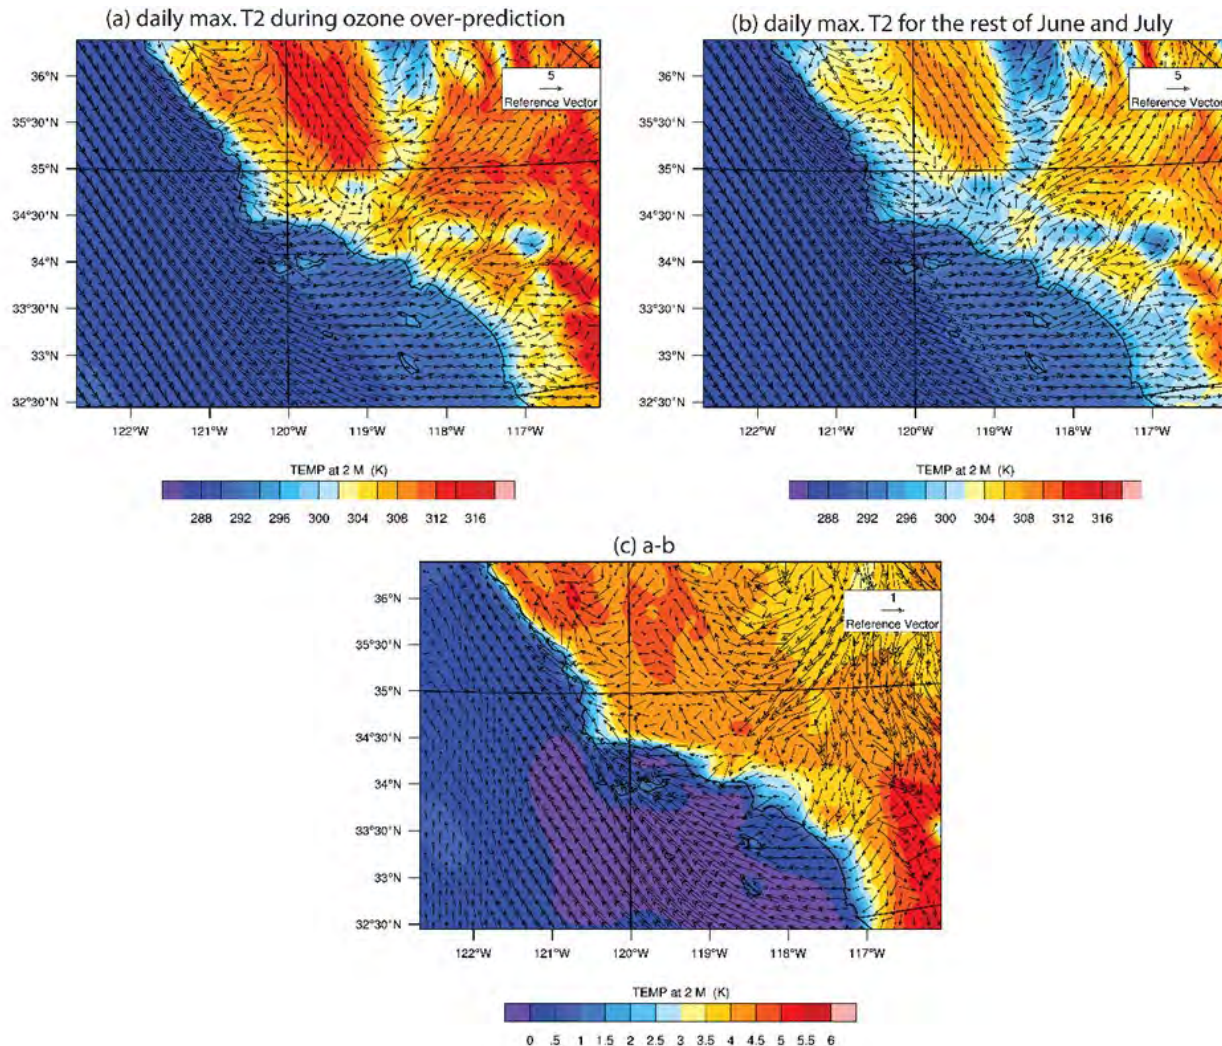 (a) daily max. T2 during ozone over-prediction
(b) daily max. T2 for the rest of June and July
5
Reference Vector
36°N
35°30'N
35°N
34°30'N
34°N
33°30'N
33°N
32°30'N
122°W 121°W 120°W 119°W 118°W 117°W
TEMP at 2 M (K)
288 292 296 300 304 308 312 316
5
Reference Vector
36°N
35°30'N
35°N
34°30'N
34°N
33°30'N
33°N
32°30'N
122°W 121°W 120°W 119°W 118°W 117°W
TEMP at 2 M (K)
288 292 296 300 304 308 312 316
(c) a-b
1
Reference Vector
36°N
35°30'N
35°N
34°30'N
34°N
33°30'N
33°N
32°30'N
122°W 121°W 120°W 119°W 118°W 117°W
TEMP at 2 M (K)
0 .5 1 1.5 2 2.5 3 3.5 4 4.5 5 5.5 6